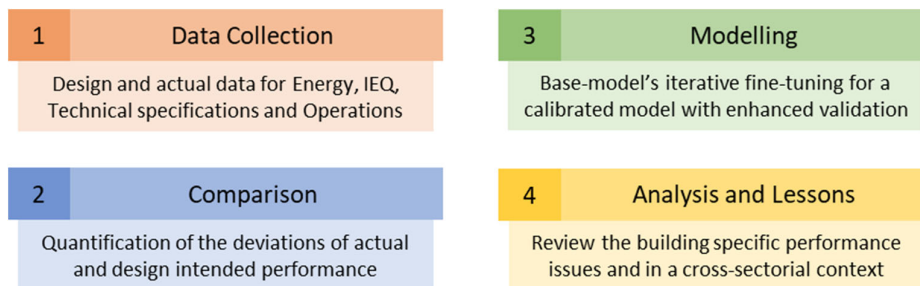 1 Data Collection
Design and actual data for Energy, IEQ,
Technical specifications and Operations
2 Comparison
Quantification of the deviations of actual
and design intended performance
3 Modelling
Base-model's iterative fine-tuning for a
calibrated model with enhanced validation
4 Analysis and Lessons
Review the building specific performance
issues and in a cross-sectorial context